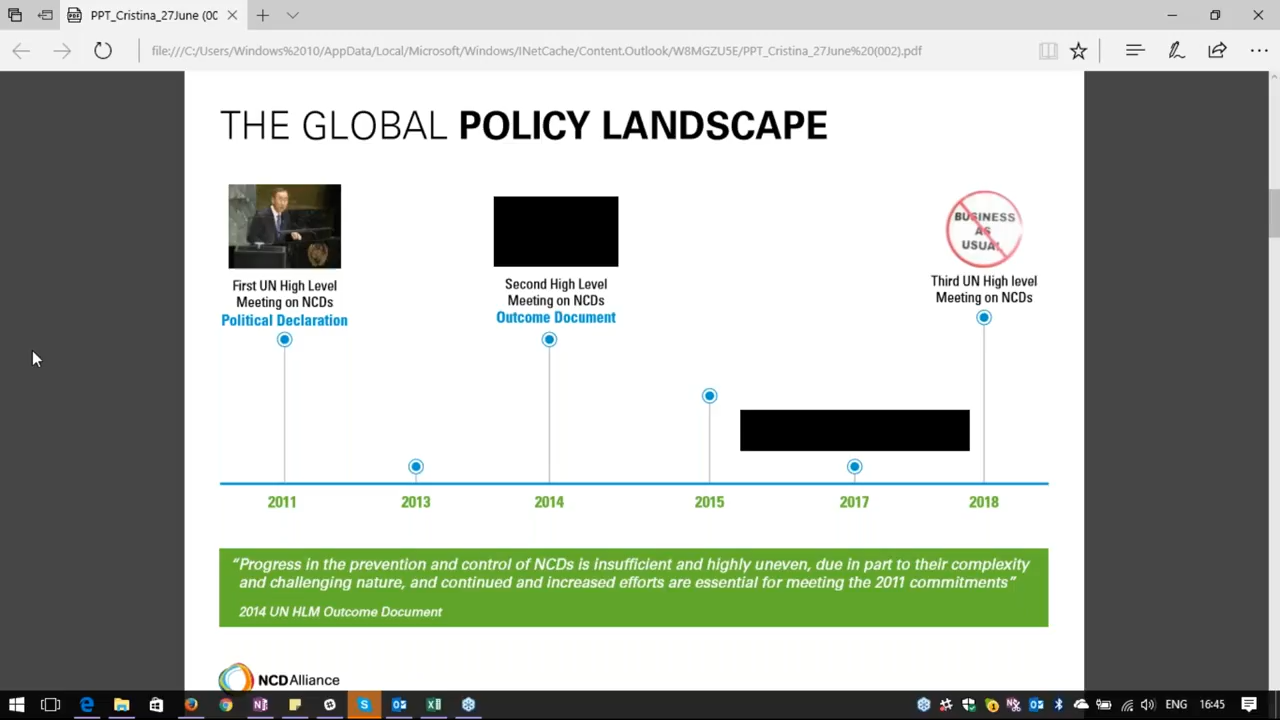 PPT_Cristina_27June (00
file:///C:/Users/Windows%2010/AppData/Local/Microsoft/Windows/INetCache/Content.Outlook/W8MGZU5E/PPT_Cristina_27June%20(002).pdf
THE GLOBAL POLICY LANDSCAPE
First UN High Level
Meeting on NCDs
Political Declaration
Second High Level
Meeting on NCDs
Outcome Document
BUSINESS
AS
USUAL
Third UN High level
Meeting on NCDs
2011
2013
2014
2015
2017
2018
“Progress in the prevention and control of NCDs is insufficient and highly uneven, due in part to their complexity
and challenging nature, and continued and increased efforts are essential for meeting the 2011 commitments”
2014 UN HLM Outcome Document
NCDAlliance
ENG
16:45